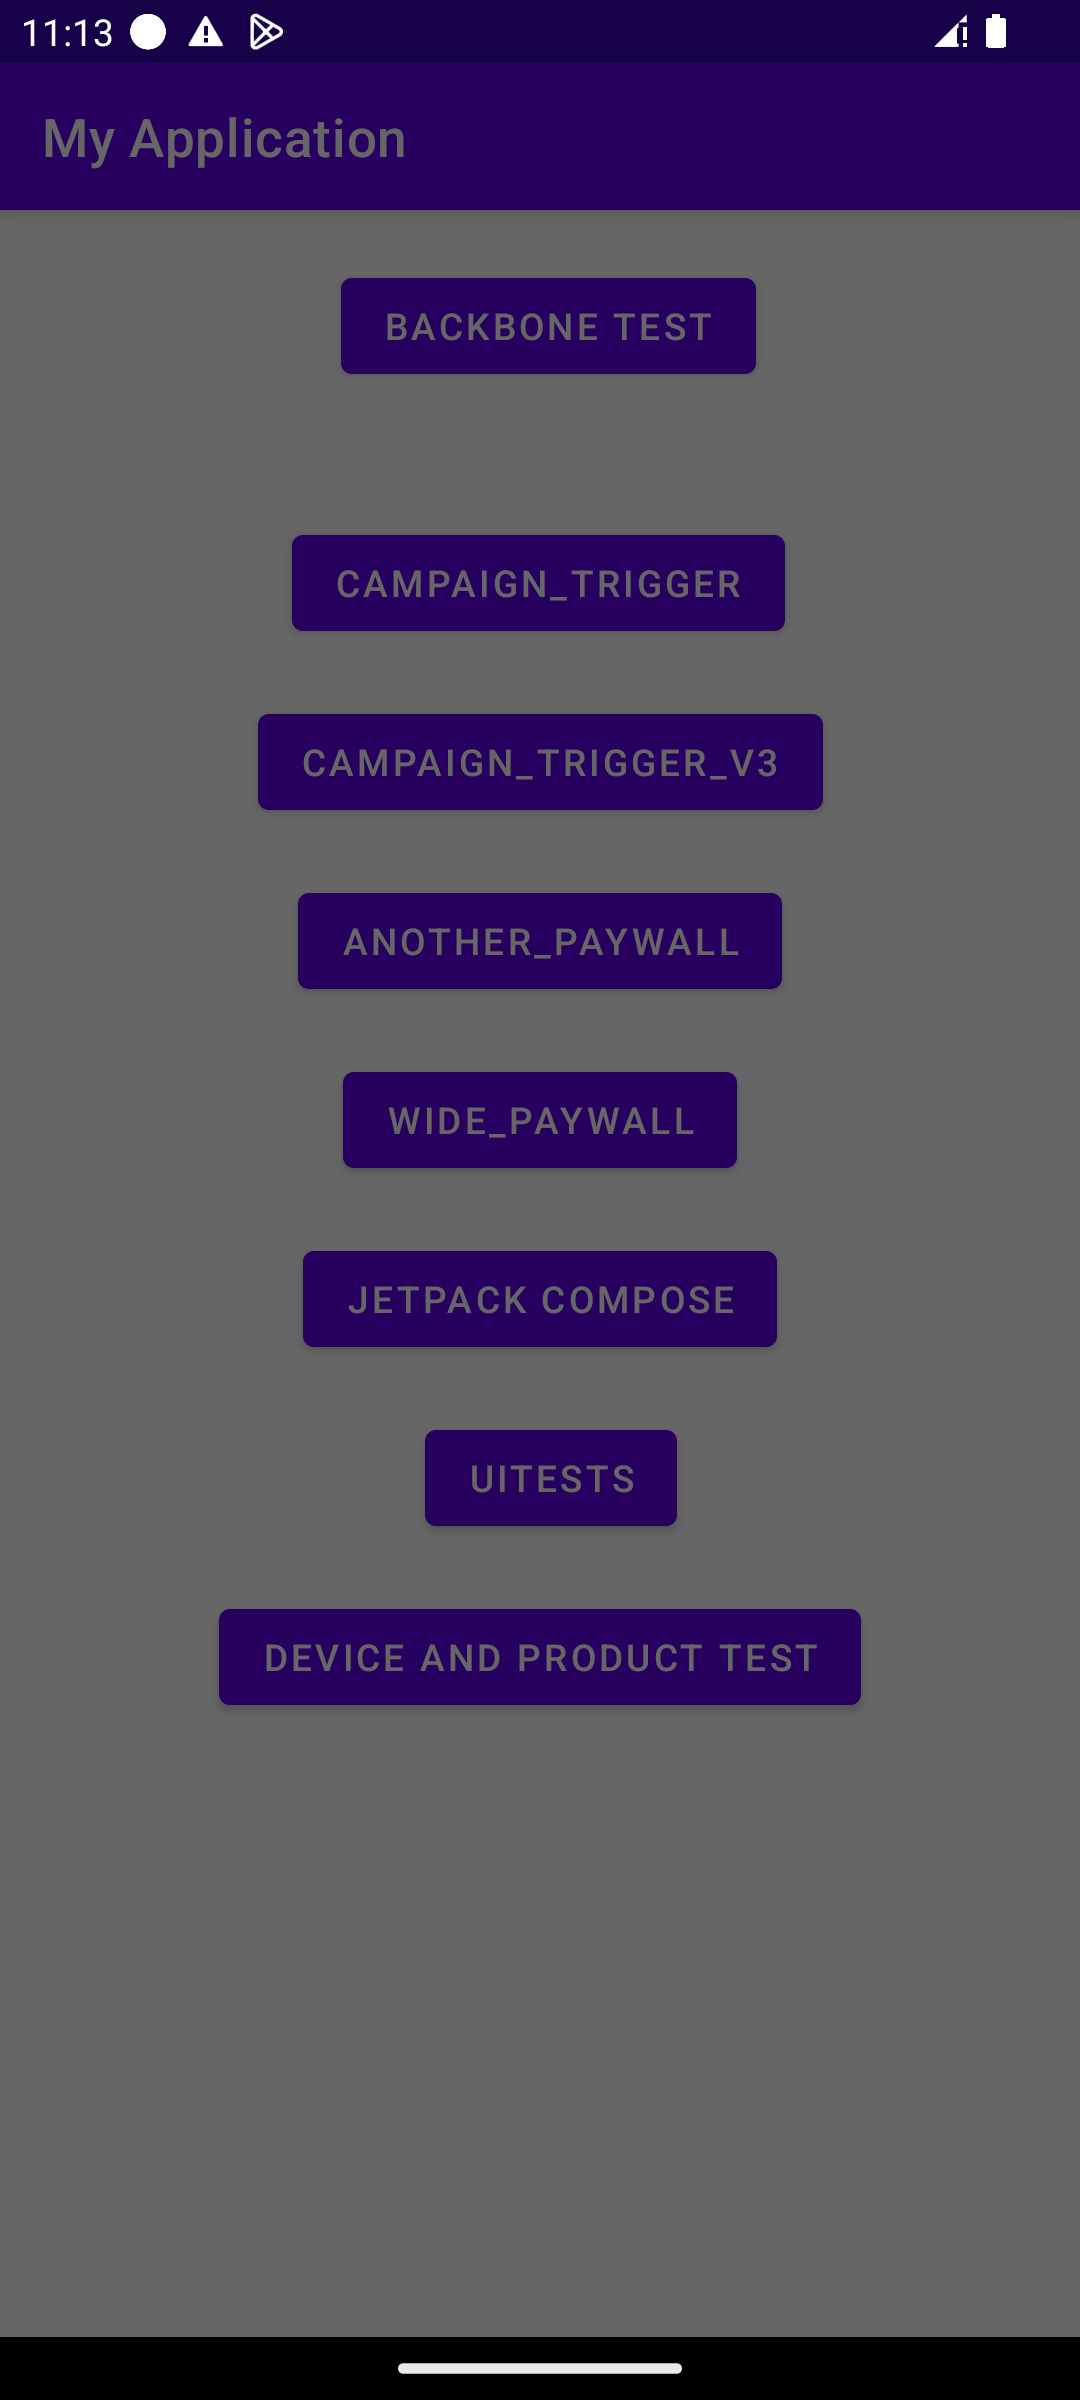 11:13
My Application
BACKBONE TEST
CAMPAIGN_TRIGGER
CAMPAIGN_TRIGGER_V3
ANOTHER_PAYWALL
WIDE_PAYWALL
JETPACK COMPOSE
UITESTS
DEVICE AND PRODUCT TEST